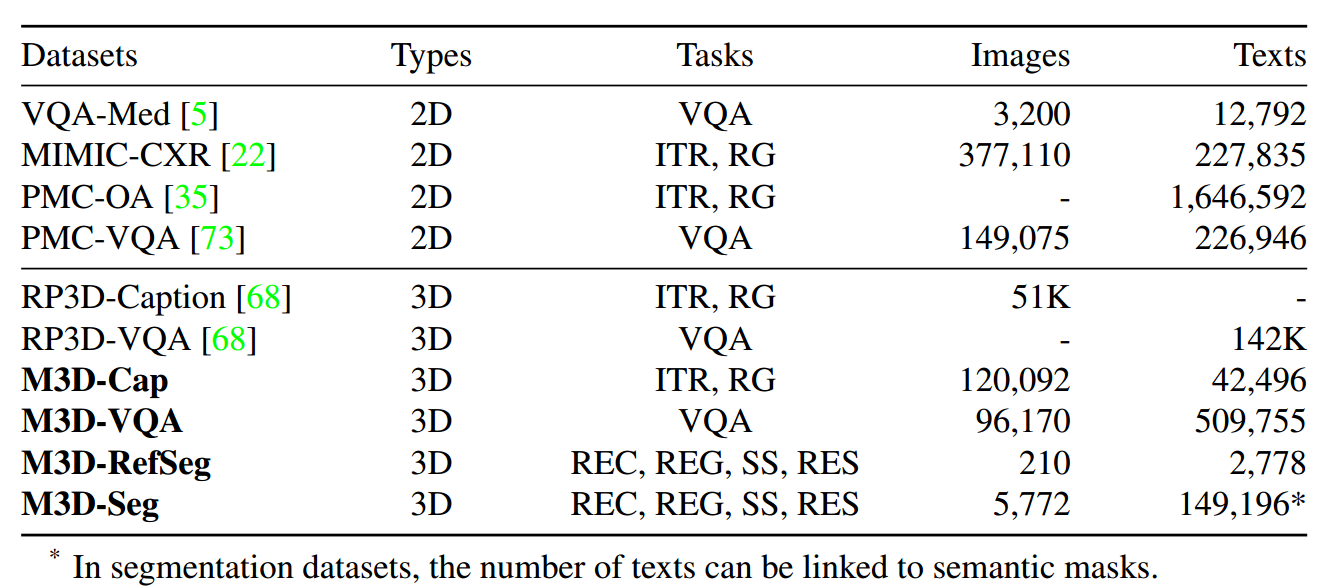 Datasets Types Tasks Images Texts
VQA-Med [5] 2D VQA 3,200 12,792
MIMIC-CXR [22] 2D ITR, RG 377,110 227,835
PMC-OA [35] 2D ITR, RG - 1,646,592
PMC-VQA [73] 2D VQA 149,075 226,946
RP3D-Caption [68] 3D ITR, RG 51K -
RP3D-VQA [68] 3D VQA - 142K
M3D-Cap 3D ITR, RG 120,092 42,496
M3D-VQA 3D VQA 96,170 509,755
M3D-RefSeg 3D REC, REG, SS, RES 210 2,778
M3D-Seg 3D REC, REG, SS, RES 5,772 149,196*
* In segmentation datasets, the number of texts can be linked to semantic masks.